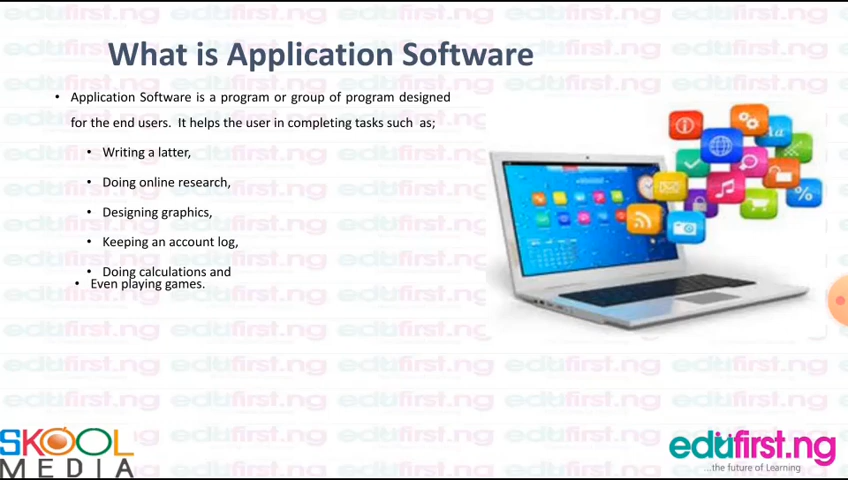 What is Application Software
• Application Software is a program or group of program designed
for the end users. It helps the user in completing tasks such as;
• Writing a latter,
• Doing online research,
• Designing graphics,
• Keeping an account log,
• Doing calculations and
• Even playing games.
SKOOL
MEDIA
edufirst.ng
...the future of Learning